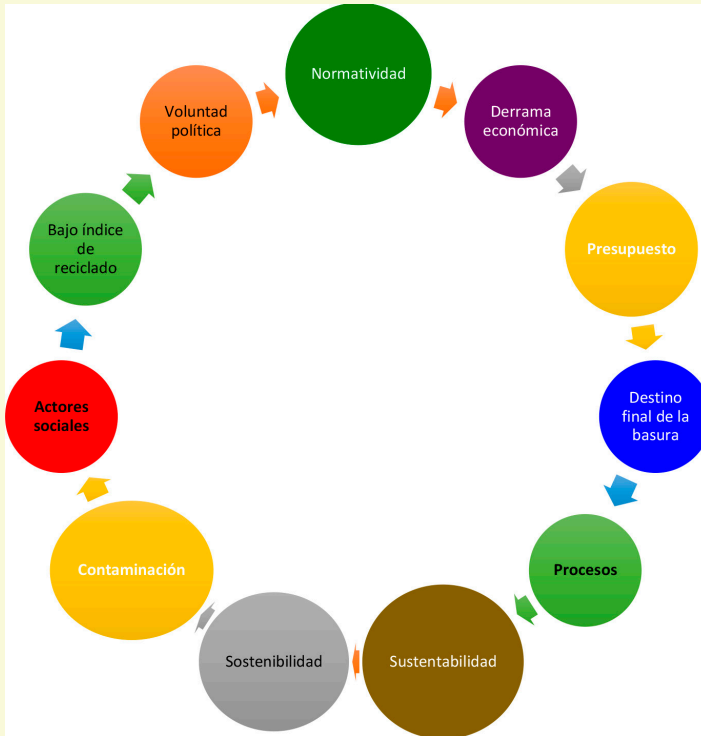 Normatividad
Derrama
económica
Presupuesto
Destino
final de la
basura
Procesos
Sustentabilidad
Sostenibilidad
Contaminación
Actores
sociales
Bajo índice
de
reciclado
Voluntad
política